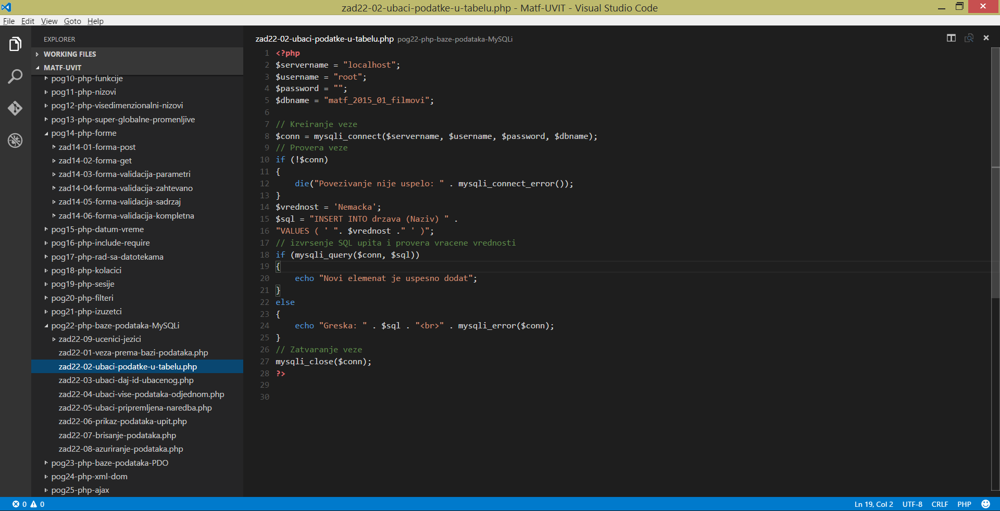 zad22-02-ubaci-podatke-u-tabelu.php - Matf-UVIT - Visual Studio Code
File Edit View Goto Help
EXPLORER
WORKING FILES
MATF-UVIT
pog10-php-funkcije
pog11-php-nizovi
pog12-php-visedimenzionalni-nizovi
pog13-php-super-globalne-promenljive
pog14-php-forme
zad14-01-forma-post
zad14-02-forma-get
zad14-03-forma-validacija-parametri
zad14-04-forma-validacija-zahtevano
zad14-05-forma-validacija-sadrzaj
zad14-06-forma-validacija-kompletna
pog15-php-datum-vreme
pog16-php-include-require
pog17-php-rad-sa-datotekama
pog18-php-kolacici
pog19-php-sesije
pog20-php-filteri
pog21-php-izuzetci
pog22-php-baze-podataka-MySQLi
zad22-09-ucenici-jezici
zad22-01-veza-prema-bazi-podataka.php
zad22-02-ubaci-podatke-u-tabelu.php
zad22-03-ubaci-daj-id-ubacenog.php
zad22-04-ubaci-vise-podataka-odjednom.php
zad22-05-ubaci-pripremljena-naredba.php
zad22-06-prikaz-podataka-upit.php
zad22-07-brisanje-podataka.php
zad22-08-azuriranje-podataka.php
pog23-php-baze-podataka-PDO
pog24-php-xml-dom
pog25-php-ajax
zad22-02-ubaci-podatke-u-tabelu.php pog22-php-baze-podataka-MySQLi
1 <?php
2 $servername = "localhost";
3 $username = "root";
4 $password = "";
5 $dbname = "matf_2015_01_filmovi";
6
7 // Kreiranje veze
8 $conn = mysqli_connect($servername, $username, $password, $dbname);
9 // Provera veze
10 if (!$conn)
11 {
12     die("Povezivanje nije uspelo: " . mysqli_connect_error());
13 }
14 $vrednost = 'Nemacka';
15 $sql = "INSERT INTO drzava (Naziv) " .
16 "VALUES ( ' ". $vrednost ." ' )";
17 // izvrsenje SQL upita i provera vracene vrednosti
18 if (mysqli_query($conn, $sql))
19 {
20     echo "Novi elemenat je uspesno dodat";
21 }
22 else
23 {
24     echo "Greska: " . $sql . "<br>" . mysqli_error($conn);
25 }
26 // Zatvaranje veze
27 mysqli_close($conn);
28 ?>
29
30
0 0 Ln 19, Col 2 UTF-8 CRLF PHP